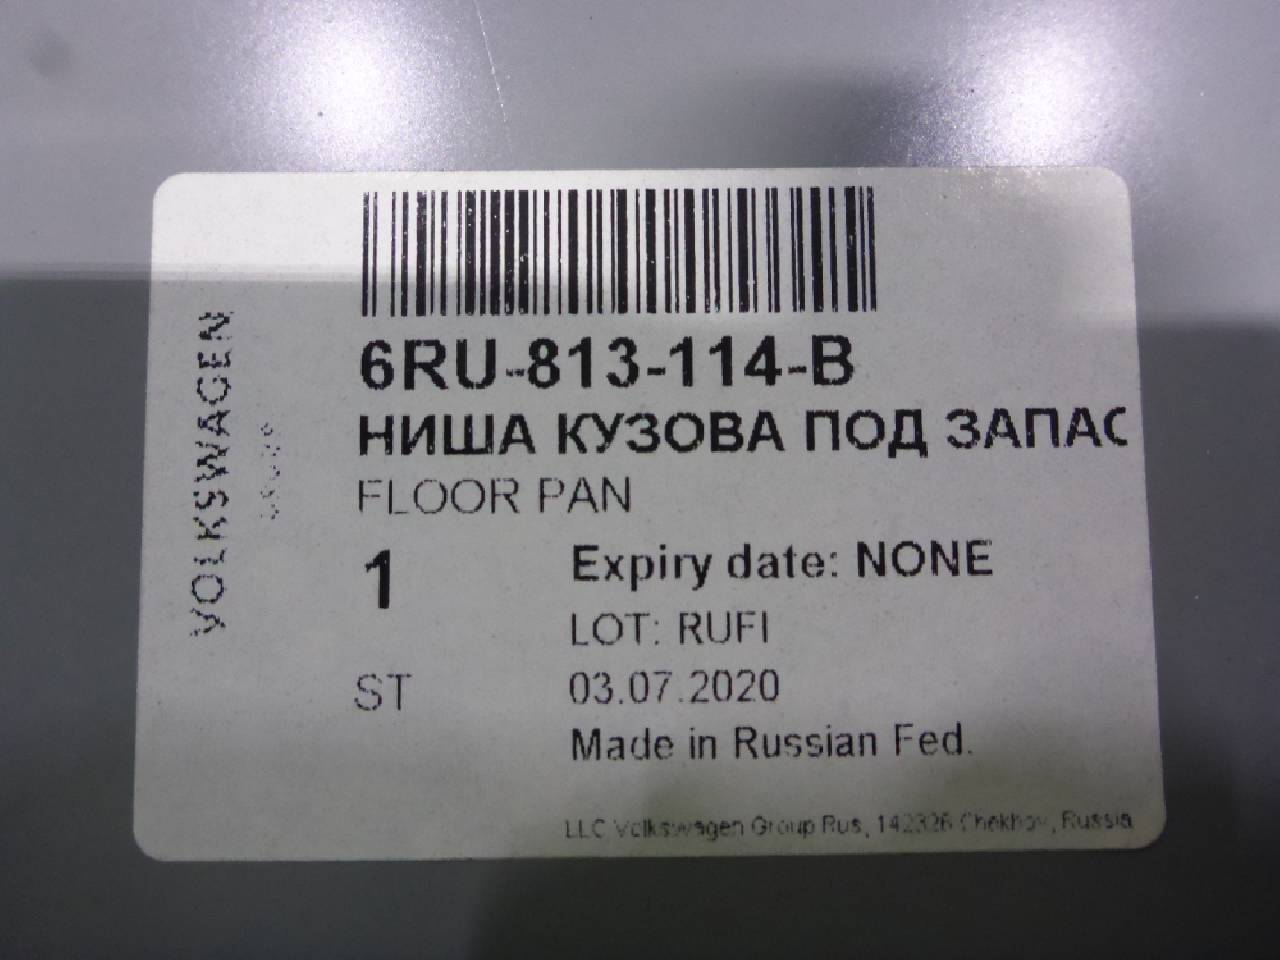 VOLKSWAGEN
6RU-813-114-B
НИША КУЗОВА ПОД ЗАПАС
FLOOR PAN
1
Expiry date: NONE
LOT: RUFI
ST
03.07.2020
Made in Russian Fed.
LLC Volkswagen Group Rus, 142326 Chekhov, Russia